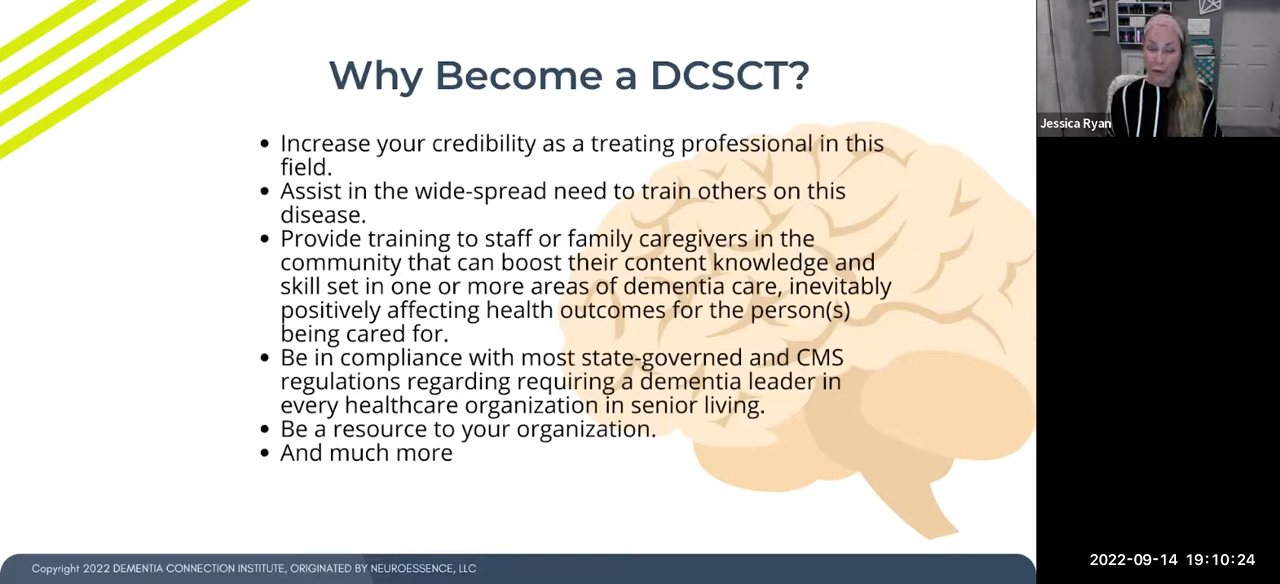 Why Become a DCSCT?
• Increase your credibility as a treating professional in this
field.
• Assist in the wide-spread need to train others on this
disease.
• Provide training to staff or family caregivers in the
community that can boost their content knowledge and
skill set in one or more areas of dementia care, inevitably
positively affecting health outcomes for the person(s)
being cared for.
• Be in compliance with most state-governed and CMS
regulations regarding requiring a dementia leader in
every healthcare organization in senior living.
• Be a resource to your organization.
• And much more
Copyright 2022 DEMENTIA CONNECTION INSTITUTE, ORIGINATED BY NEUROESSENCE, LLC
Jessica Ryan
2022-09-14 19:10:24